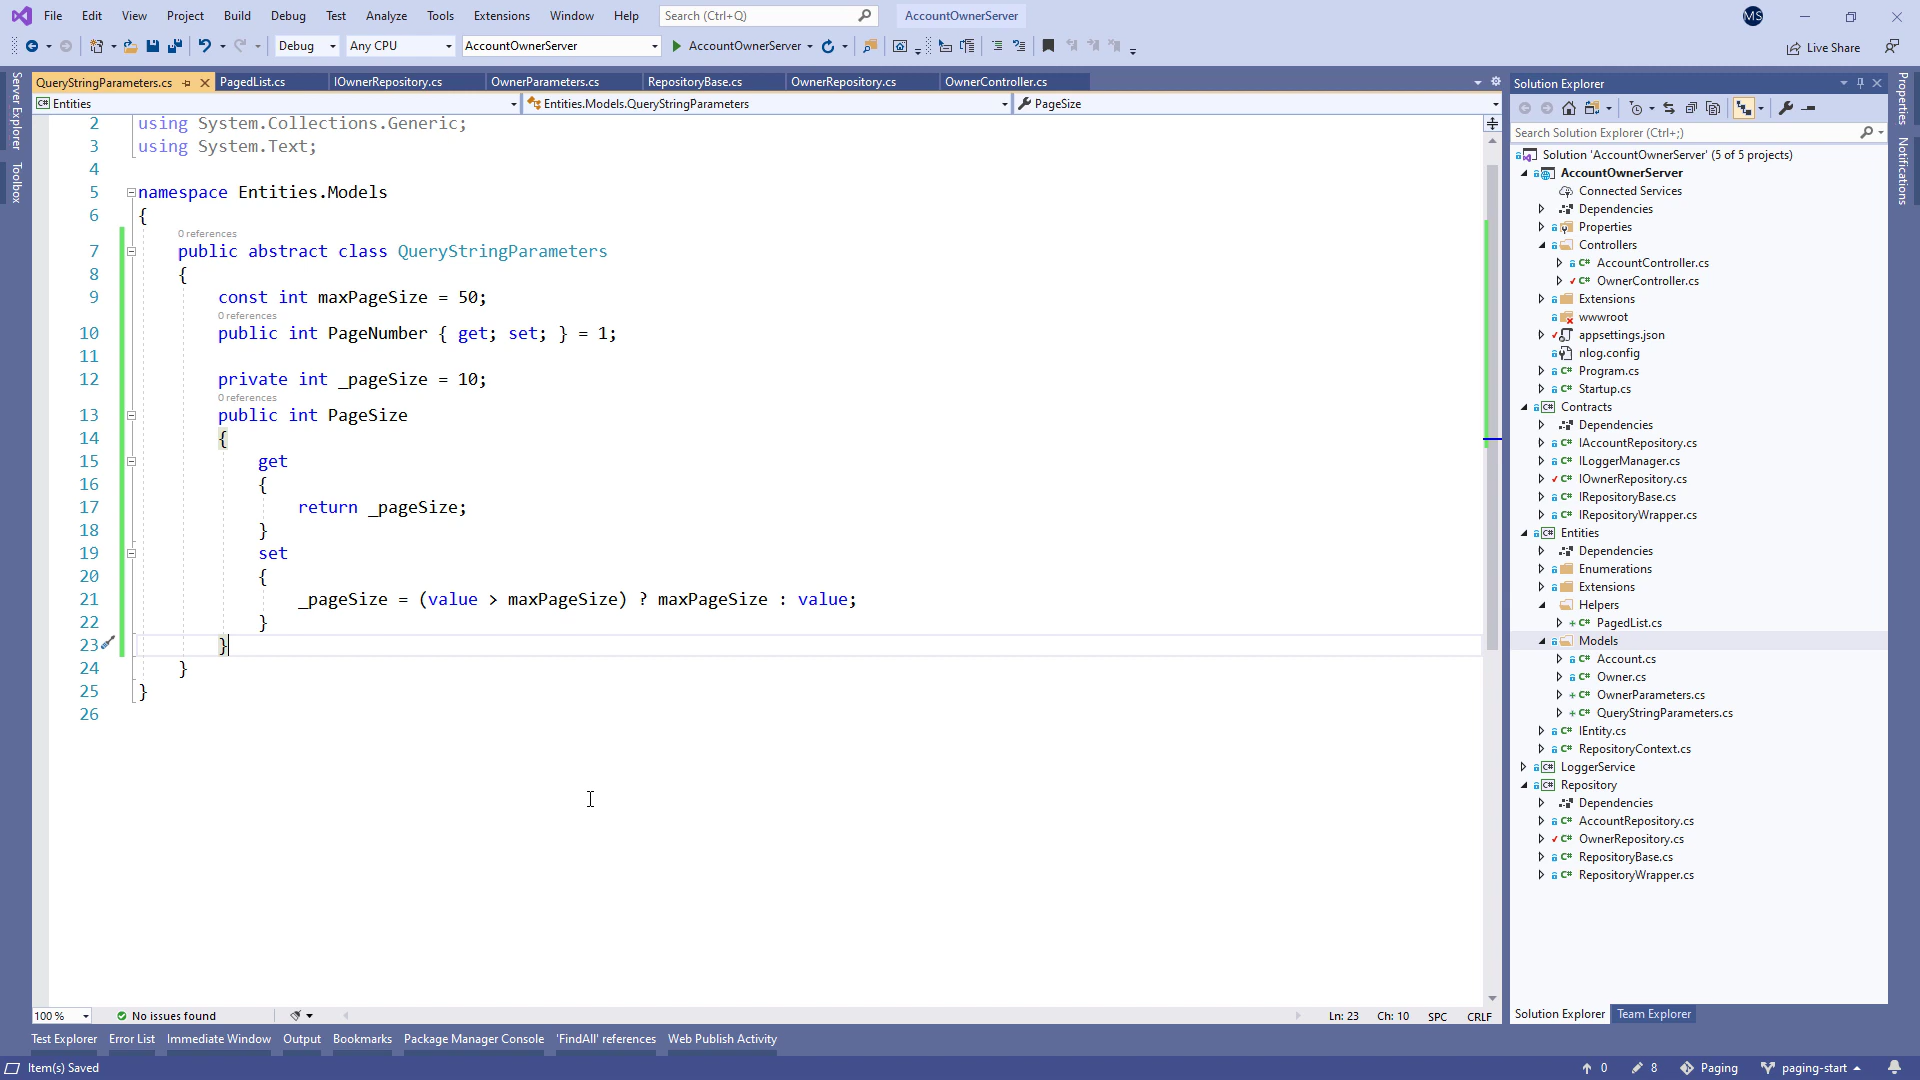 File Edit View Project Build Debug Test Analyze Tools Extensions Window Help Search (Ctrl+Q) AccountOwnerServer MS
Debug Any CPU AccountOwnerServer AccountOwnerServer Live Share
QueryStringParameters.cs PagedList.cs IOwnerRepository.cs OwnerParameters.cs RepositoryBase.cs OwnerRepository.cs OwnerController.cs
Entities Entities.Models.QueryStringParameters PageSize
Server Explorer
Toolbox
2 using System.Collections.Generic;
3 using System.Text;
4
5 namespace Entities.Models
6 {
0 references
7 public abstract class QueryStringParameters
8 {
9 const int maxPageSize = 50;
0 references
10 public int PageNumber { get; set; } = 1;
11
12 private int _pageSize = 10;
0 references
13 public int PageSize
14 {
15 get
16 {
17 return _pageSize;
18 }
19 set
20 {
21 _pageSize = (value > maxPageSize) ? maxPageSize : value;
22 }
23 }
24 }
25 }
26
100 % No issues found Ln: 23 Ch: 10 SPC CRLF
Solution Explorer
Search Solution Explorer (Ctrl+;)
Solution 'AccountOwnerServer' (5 of 5 projects)
AccountOwnerServer
Connected Services
Dependencies
Properties
Controllers
C# AccountController.cs
C# OwnerController.cs
Extensions
wwwroot
appsettings.json
nlog.config
C# Program.cs
C# Startup.cs
C# Contracts
Dependencies
C# IAccountRepository.cs
C# ILoggerManager.cs
C# IOwnerRepository.cs
C# IRepositoryBase.cs
C# IRepositoryWrapper.cs
C# Entities
Dependencies
Enumerations
Extensions
Helpers
C# PagedList.cs
Models
C# Account.cs
C# Owner.cs
C# OwnerParameters.cs
C# QueryStringParameters.cs
C# IEntity.cs
C# RepositoryContext.cs
C# LoggerService
C# Repository
Dependencies
C# AccountRepository.cs
C# OwnerRepository.cs
C# RepositoryBase.cs
C# RepositoryWrapper.cs
Solution Explorer Team Explorer
Properties
Notifications
Test Explorer Error List Immediate Window Output Bookmarks Package Manager Console 'FindAll' references Web Publish Activity
Item(s) Saved 0 8 Paging paging-start